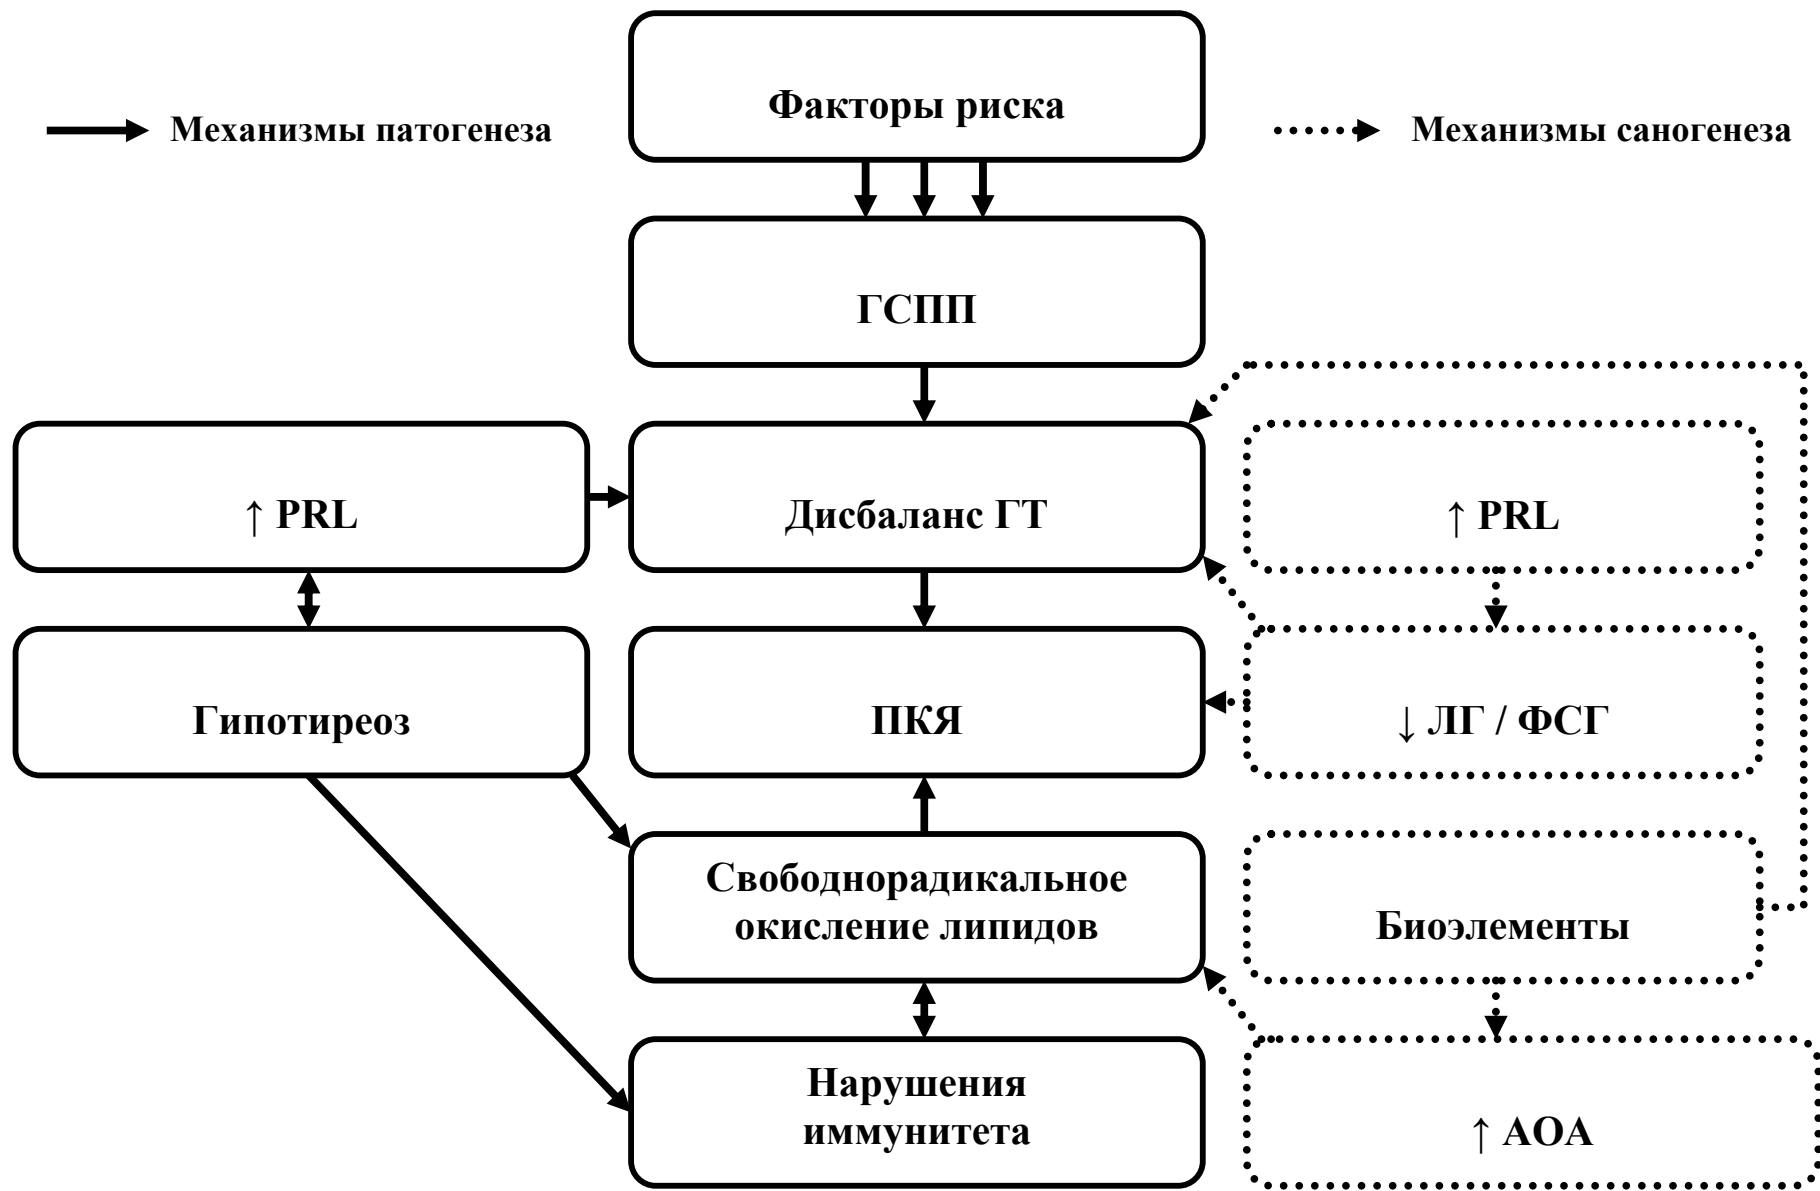 Факторы риска
Механизмы патогенеза
Механизмы саногенеза
ГСПП
↑ PRL
Дисбаланс ГТ
↑ PRL
Гипотиреоз
ПКЯ
↓ ЛГ / ФСГ
Свободнорадикальное
окисление липидов
Биоэлементы
Нарушения
иммунитета
↑ АОА